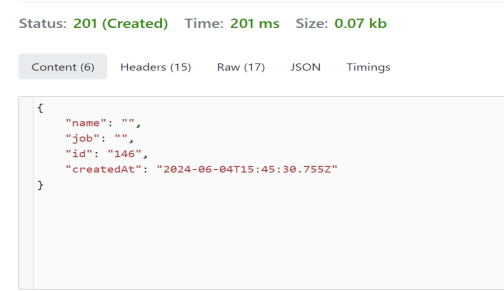 Status: 201 (Created) Time: 201 ms Size: 0.07 kb
Content (6) Headers (15) Raw (17) JSON Timings
{
"name": "",
"job": "",
"id": "146",
"createdAt": "2024-06-04T15:45:30.755Z"
}